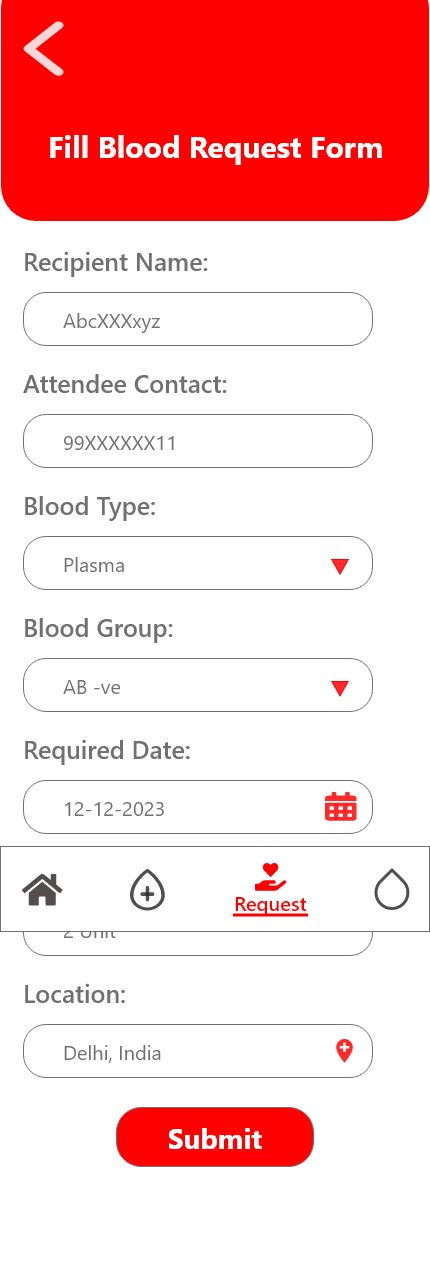 Fill Blood Request Form
Recipient Name:
AbcXXXxyz
Attendee Contact:
99XXXXXX11
Blood Type:
Plasma
Blood Group:
AB -ve
Required Date:
12-12-2023
Request
2 Unit
Location:
Delhi, India
Submit